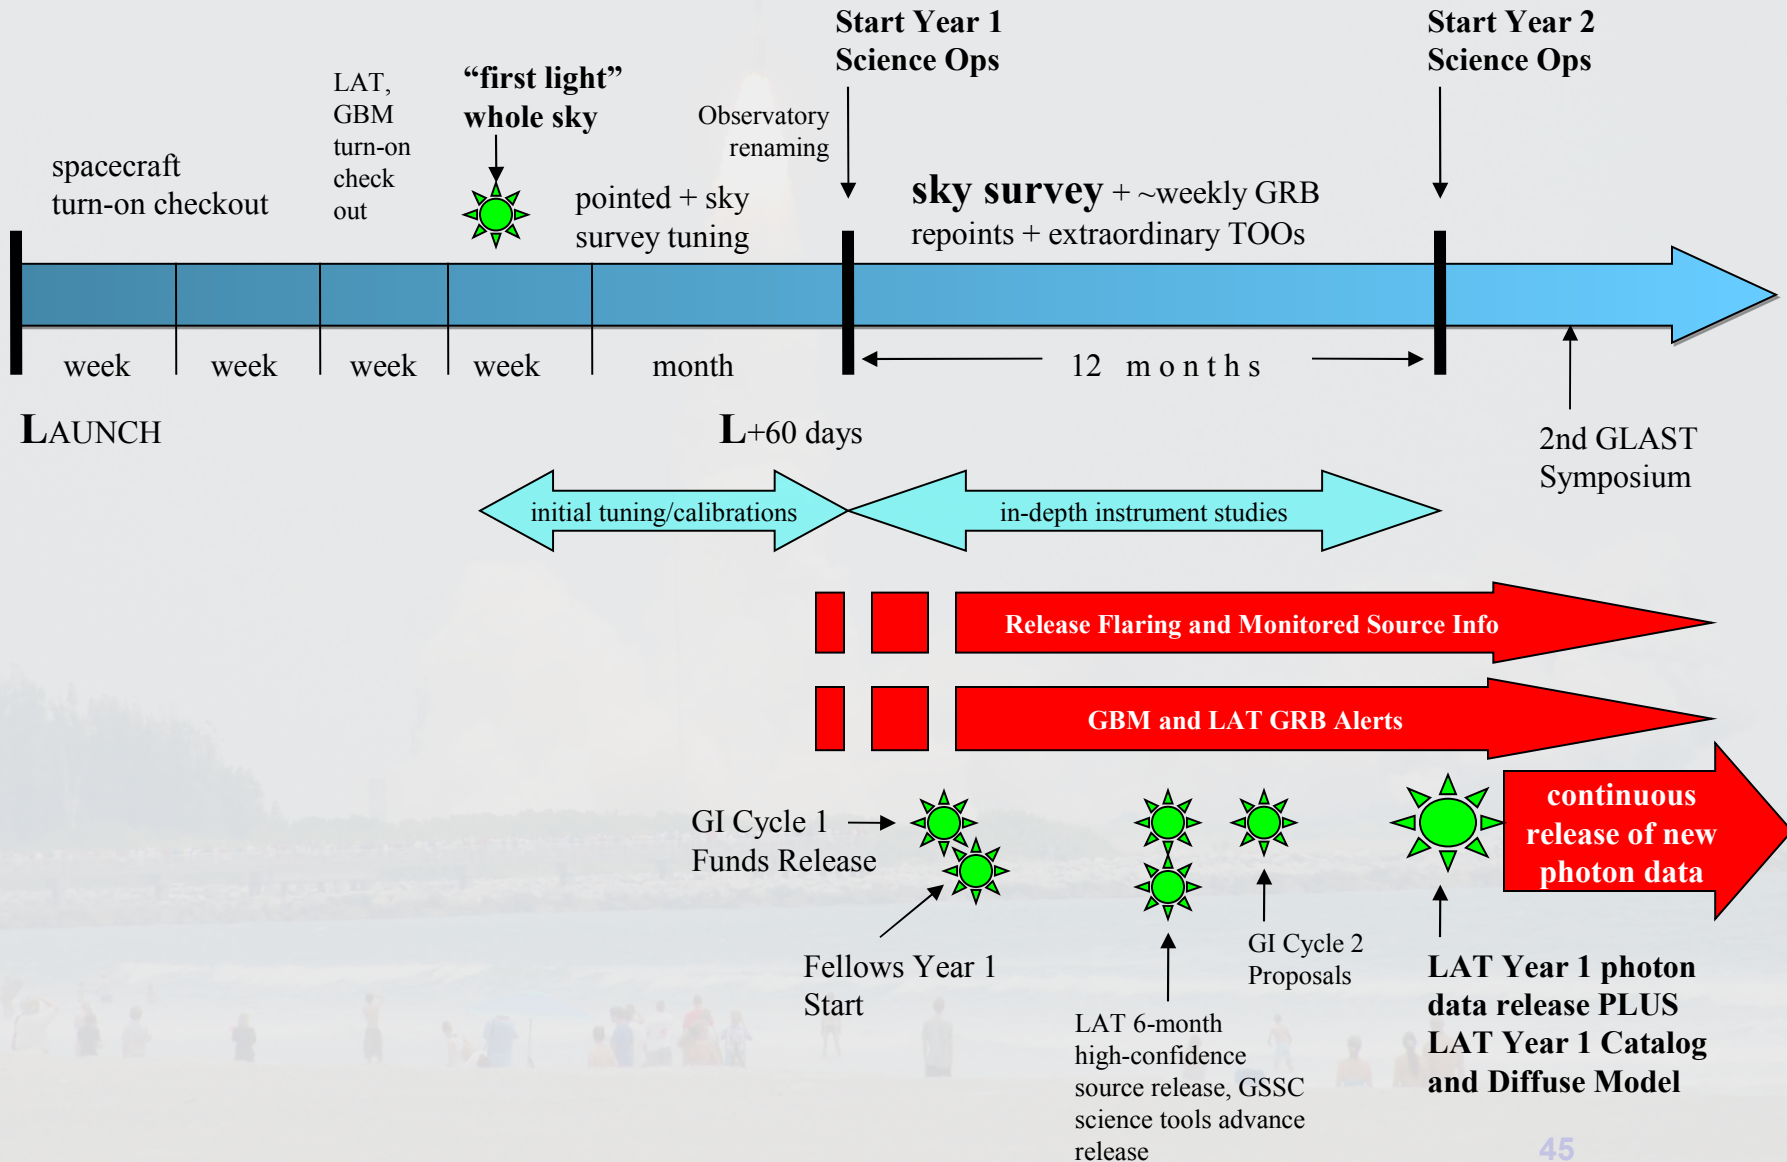 Start Year 1
Science Ops
Start Year 2
Science Ops
LAT,
GBM
turn-on
check
out
“first light”
whole sky
Observatory
renaming
spacecraft
turn-on checkout
pointed + sky
survey tuning
sky survey + ~weekly GRB
repoints + extraordinary TOOs
week
week
week
week
month
12 months
LAUNCH
L+60 days
2nd GLAST
Symposium
initial tuning/calibrations
in-depth instrument studies
Release Flaring and Monitored Source Info
GBM and LAT GRB Alerts
continuous
release of new
photon data
GI Cycle 1
Funds Release
Fellows Year 1
Start
GI Cycle 2
Proposals
LAT 6-month
high-confidence
source release, GSSC
science tools advance
release
LAT Year 1 photon
data release PLUS
LAT Year 1 Catalog
and Diffuse Model
45